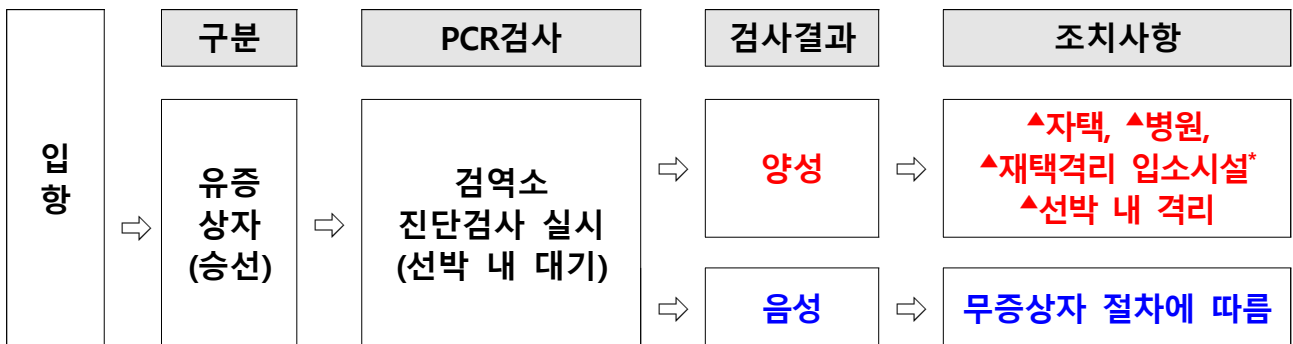 구분
PCR검사
검사결과
조치사항
입
항
⇨
유증
상자
(승선)
⇨
검역소
진단검사 실시
(선박 내 대기)
⇨
양성
⇨
▲자택, ▲병원,
▲재택격리 입소시설*
▲선박 내 격리
⇨
음성
⇨
무증상자 절차에 따름